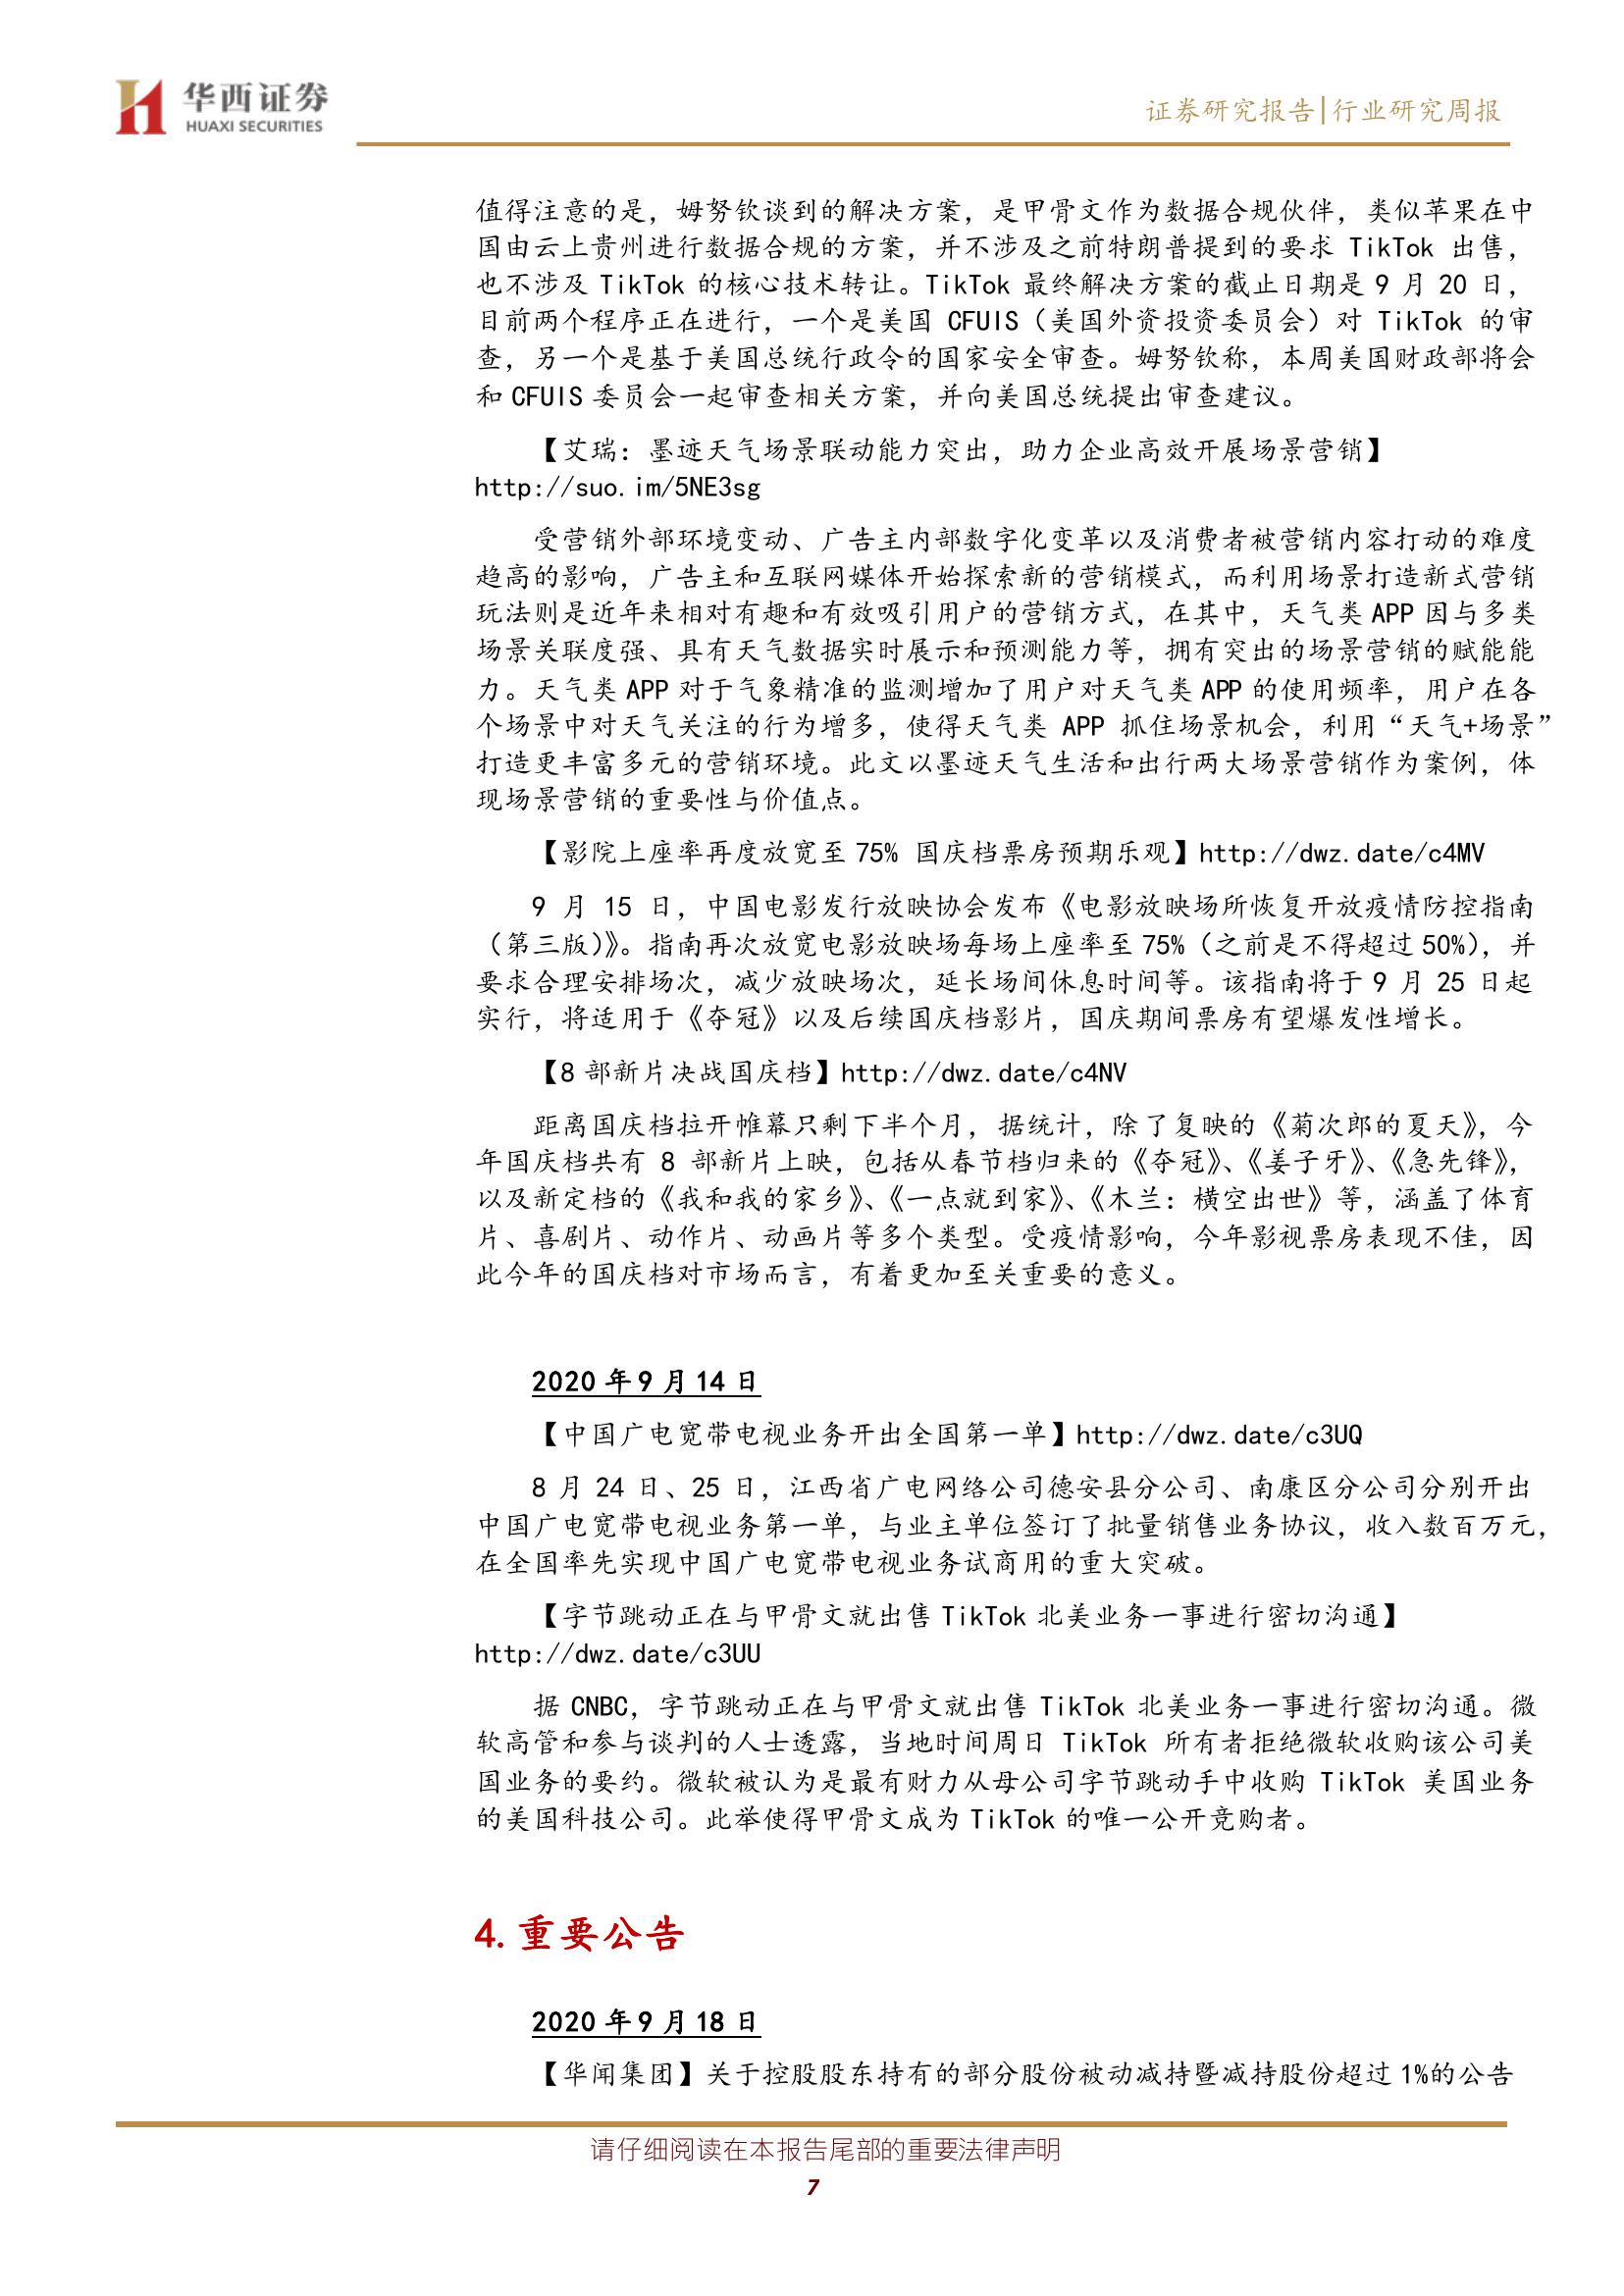 华西证券
HUAXI SECURITIES
证券研究报告|行业研究周报
值得注意的是，姆努钦谈到的解决方案，是甲骨文作为数据合规伙伴，类似苹果在中
国由云上贵州进行数据合规的方案，并不涉及之前特朗普提到的要求 TikTok 出售，
也不涉及 TikTok 的核心技术转让。TikTok 最终解决方案的截止日期是 9 月 20 日，
目前两个程序正在进行，一个是美国 CFUIS（美国外资投资委员会）对 TikTok 的审
查，另一个是基于美国总统行政令的国家安全审查。姆努钦称，本周美国财政部将会
和 CFUIS 委员会一起审查相关方案，并向美国总统提出审查建议。
【艾瑞：墨迹天气场景联动能力突出，助力企业高效开展场景营销】
http://suo.im/5NE3sg
受营销外部环境变动、广告主内部数字化变革以及消费者被营销内容打动的难度
趋高的影响，广告主和互联网媒体开始探索新的营销模式，而利用场景打造新式营销
玩法则是近年来相对有趣和有效吸引用户的营销方式，在其中，天气类 APP 因与多类
场景关联度强、具有天气数据实时展示和预测能力等，拥有突出的场景营销的赋能能
力。天气类 APP 对于气象精准的监测增加了用户对天气类 APP 的使用频率，用户在各
个场景中对天气关注的行为增多，使得天气类 APP 抓住场景机会，利用“天气+场景”
打造更丰富多元的营销环境。此文以墨迹天气生活和出行两大场景营销作为案例，体
现场景营销的重要性与价值点。
【影院上座率再度放宽至 75% 国庆档票房预期乐观】http://dwz.date/c4MV
9 月 15 日，中国电影发行放映协会发布《电影放映场所恢复开放疫情防控指南
（第三版）》。指南再次放宽电影放映场每场上座率至 75%（之前是不得超过 50%），并
要求合理安排场次，减少放映场次，延长场间休息时间等。该指南将于 9 月 25 日起
实行，将适用于《夺冠》以及后续国庆档影片，国庆期间票房有望爆发性增长。
【8 部新片决战国庆档】http://dwz.date/c4NV
距离国庆档拉开帷幕只剩下半个月，据统计，除了复映的《菊次郎的夏天》，今
年国庆档共有 8 部新片上映，包括从春节档归来的《夺冠》、《姜子牙》、《急先锋》，
以及新定档的《我和我的家乡》、《一点就到家》、《木兰：横空出世》等，涵盖了体育
片、喜剧片、动作片、动画片等多个类型。受疫情影响，今年影视票房表现不佳，因
此今年的国庆档对市场而言，有着更加至关重要的意义。
2020 年 9 月 14 日
【中国广电宽带电视业务开出全国第一单】http://dwz.date/c3UQ
8 月 24 日、25 日，江西省广电网络公司德安县分公司、南康区分公司分别开出
中国广电宽带电视业务第一单，与业主单位签订了批量销售业务协议，收入数百万元，
在全国率先实现中国广电宽带电视业务试商用的重大突破。
【字节跳动正在与甲骨文就出售 TikTok 北美业务一事进行密切沟通】
http://dwz.date/c3UU
据 CNBC，字节跳动正在与甲骨文就出售 TikTok 北美业务一事进行密切沟通。微
软高管和参与谈判的人士透露，当地时间周日 TikTok 所有者拒绝微软收购该公司美
国业务的要约。微软被认为是最有财力从母公司字节跳动手中收购 TikTok 美国业务
的美国科技公司。此举使得甲骨文成为 TikTok 的唯一公开竞购者。
4. 重要公告
2020 年 9 月 18 日
【华闻集团】关于控股股东持有的部分股份被动减持暨减持股份超过 1%的公告
请仔细阅读在本报告尾部的重要法律声明
7